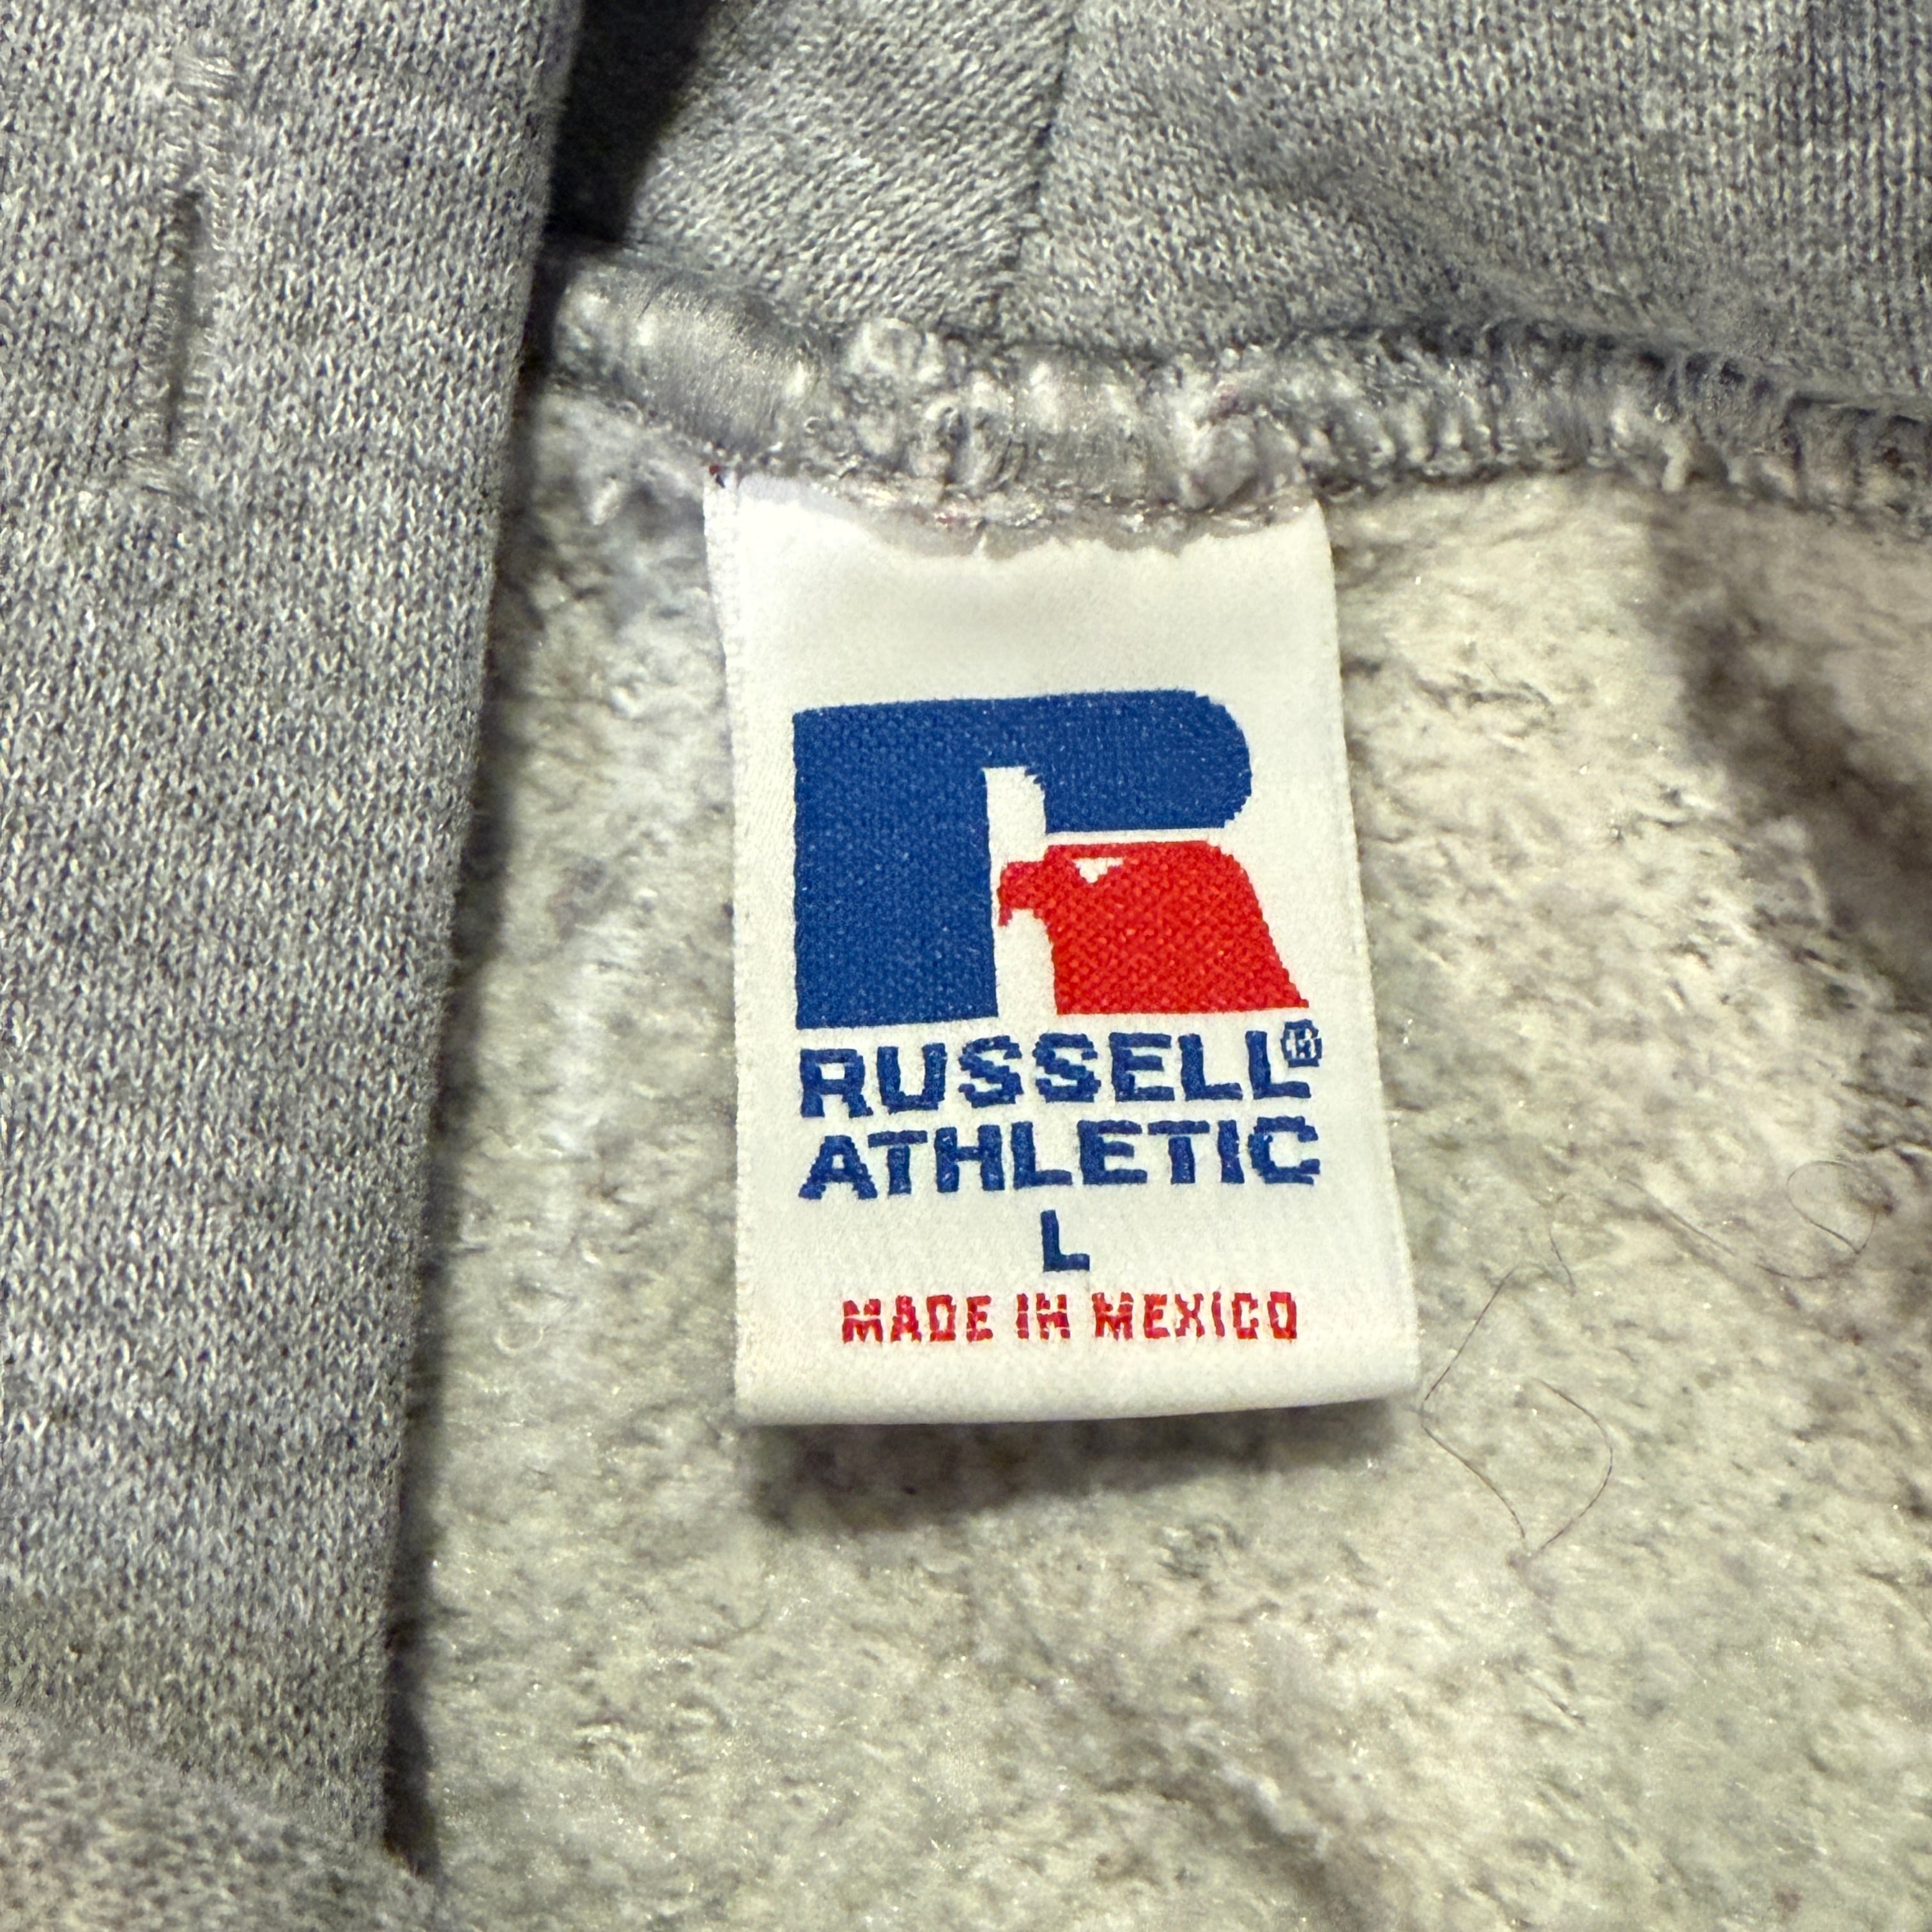 RUSSELL®
ATHLETIC
L
MADE IN MEXICO